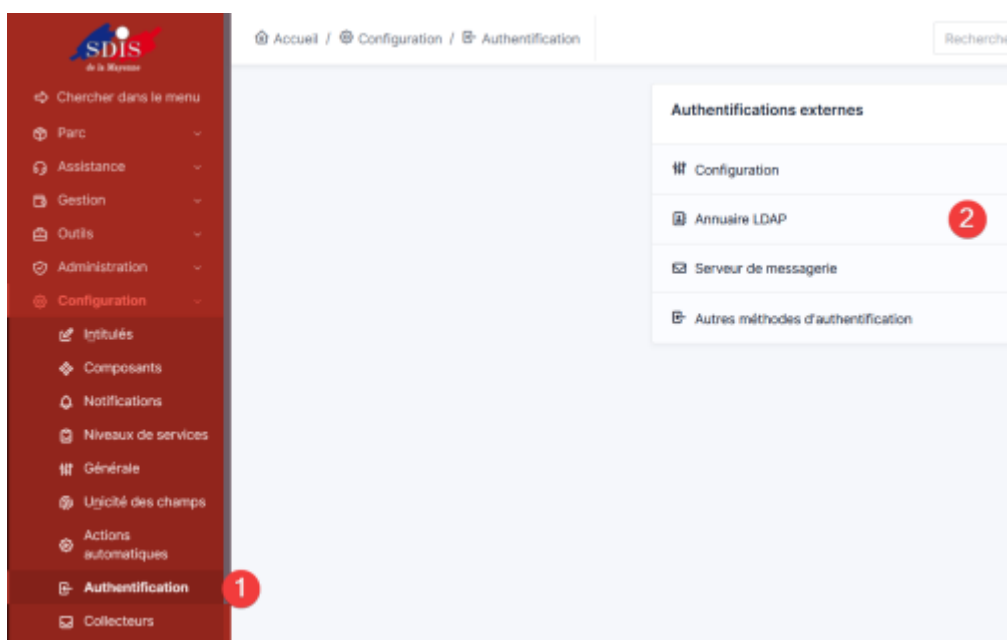 SDIS
de la Mayenne
Accueil / Configuration / Authentification
Recherche
Chercher dans le menu
Parc
Assistance
Gestion
Outils
Administration
Configuration
Intitulés
Composants
Notifications
Niveaux de services
Générale
Unicité des champs
Actions
automatiques
Authentification
1
Collecteurs
Authentifications externes
Configuration
Annuaire LDAP
2
Serveur de messagerie
Autres méthodes d'authentification